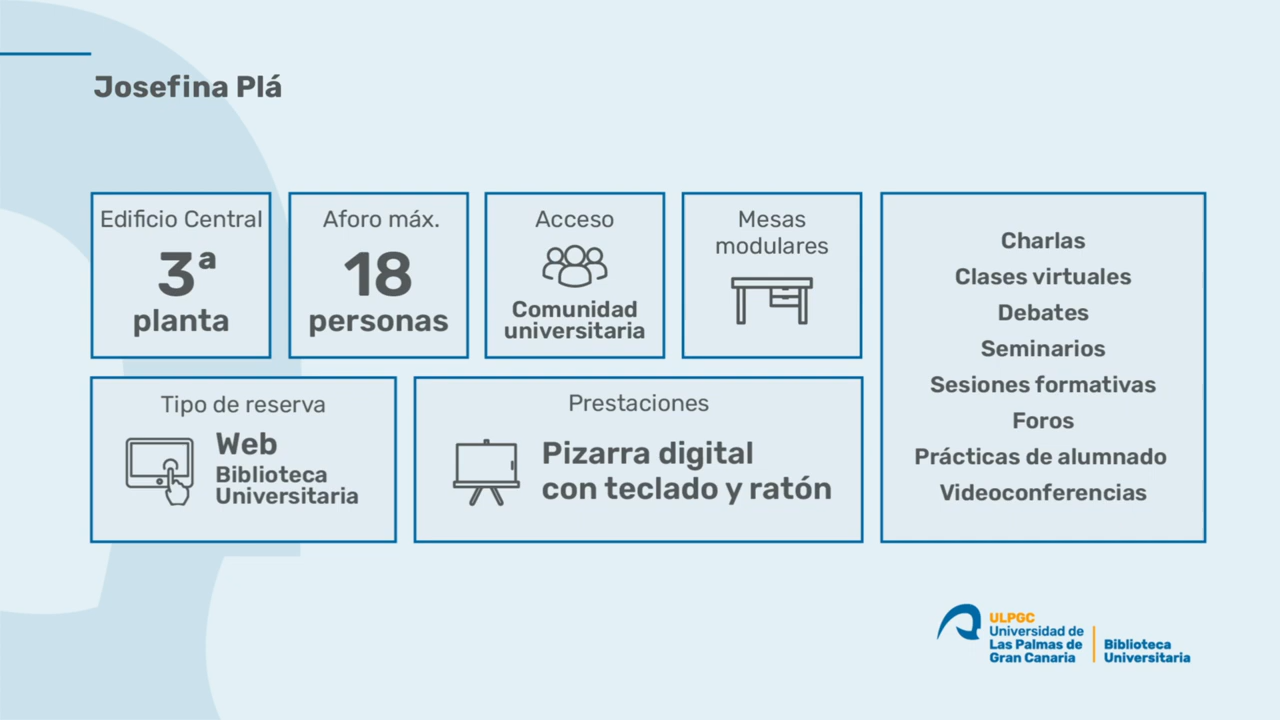 Josefina Plá
Edificio Central
3ª
planta
Aforo máx.
18
personas
Acceso
Comunidad
universitaria
Mesas
modulares
Tipo de reserva
Web
Biblioteca
Universitaria
Prestaciones
Pizarra digital
con teclado y ratón
Charlas
Clases virtuales
Debates
Seminarios
Sesiones formativas
Foros
Prácticas de alumnado
Videoconferencias
ULPGC
Universidad de
Las Palmas de
Gran Canaria
Biblioteca
Universitaria